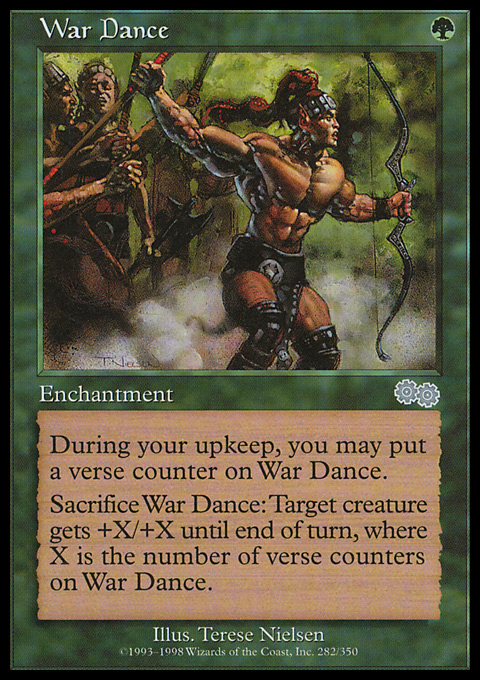 War Dance
T. Nielsen
Enchantment
During your upkeep, you may put
a verse counter on War Dance.
Sacrifice War Dance: Target creature
gets +X/+X until end of turn, where
X is the number of verse counters
on War Dance.
Illus. Terese Nielsen
©1993–1998 Wizards of the Coast, Inc. 282/350